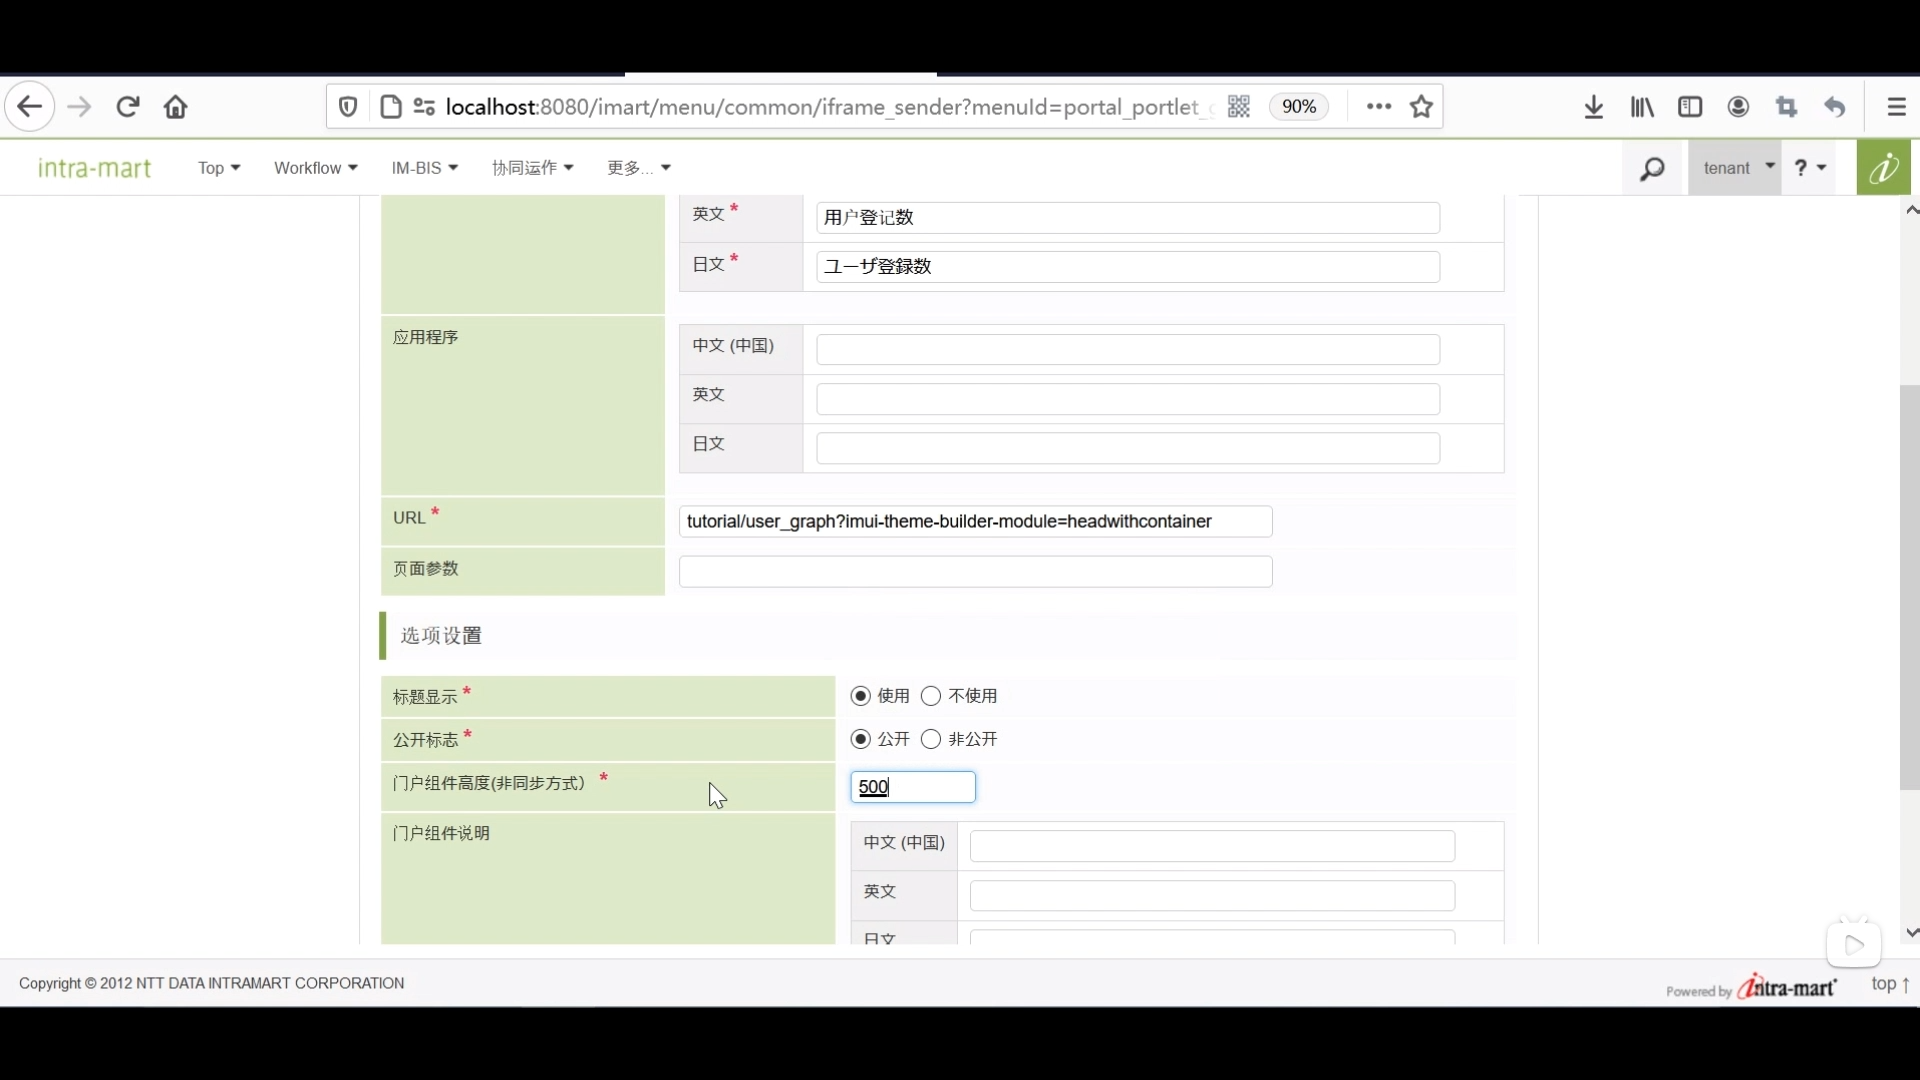 localhost:8080/imart/menu/common/iframe_sender?menuId=portal_portlet_
90%
intra-mart Top Workflow IM-BIS 协同运作 更多... tenant ?
英文 * 用户登记数
日文 * ユーザ登録数
应用程序
中文 (中国)
英文
日文
URL * tutorial/user_graph?imui-theme-builder-module=headwithcontainer
页面参数
选项设置
标题显示 * 使用 不使用
公开标志 * 公开 非公开
门户组件高度(非同步方式） * 500
门户组件说明
中文 (中国)
英文
日文
Copyright © 2012 NTT DATA INTRAMART CORPORATION
Powered by intra-mart
top ↑